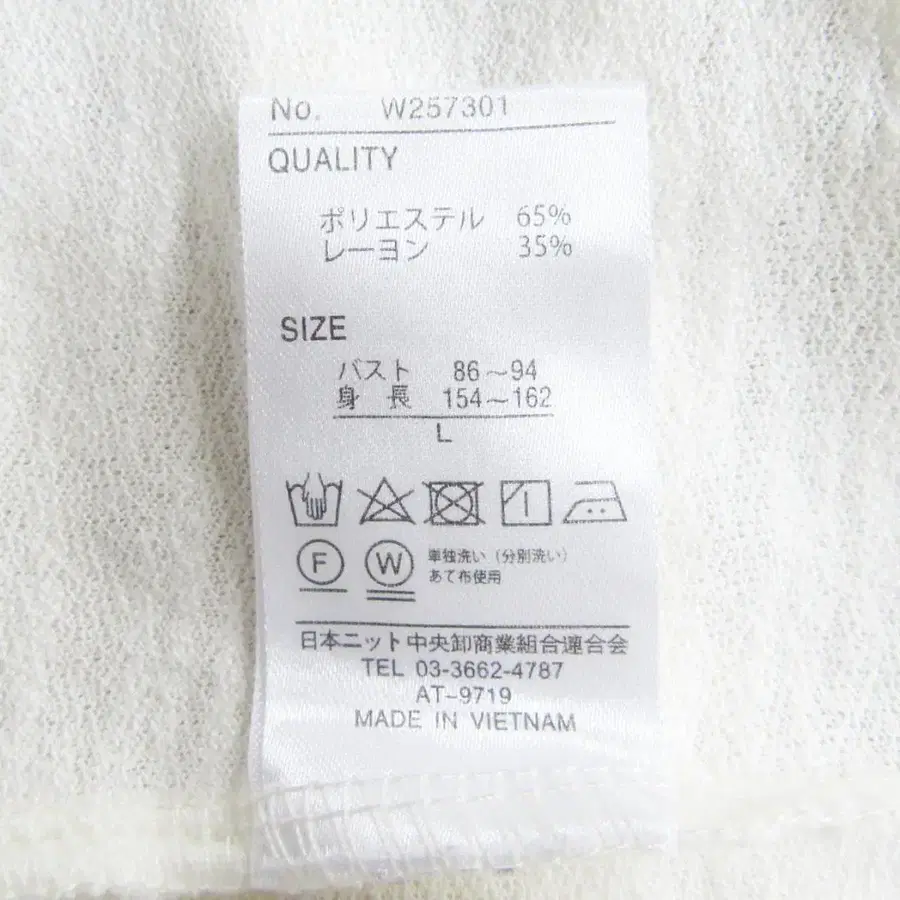 No. W257301
QUALITY
ポリエステル 65%
レーヨン 35%
SIZE
バスト 86～94
身 長 154～162
L
F W 単独洗い（分別洗い）
あて布使用
日本ニット中央卸商業組合連合会
TEL 03-3662-4787
AT-9719
MADE IN VIETNAM